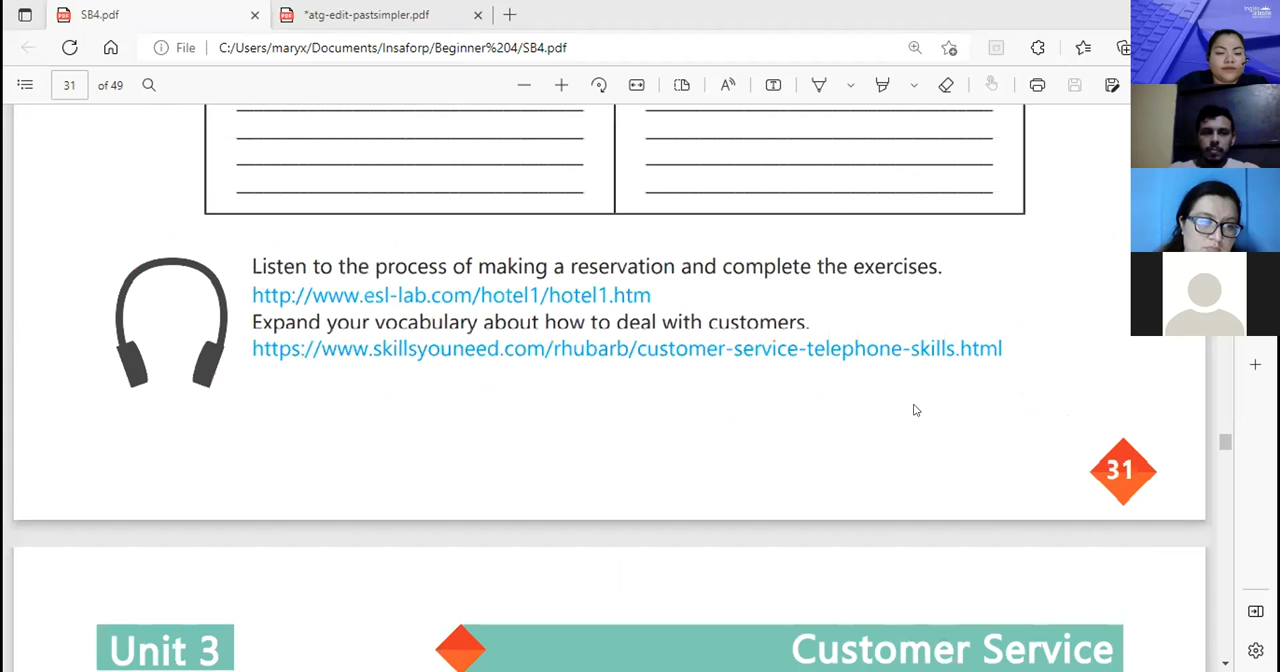 SB4.pdf
*atg-edit-pastsimpler.pdf
File
C:/Users/maryx/Documents/Insaforp/Beginner%204/SB4.pdf
31
of 49
Listen to the process of making a reservation and complete the exercises.
http://www.esl-lab.com/hotel1/hotel1.htm
Expand your vocabulary about how to deal with customers.
https://www.skillsyouneed.com/rhubarb/customer-service-telephone-skills.html
31
Unit 3
Customer Service